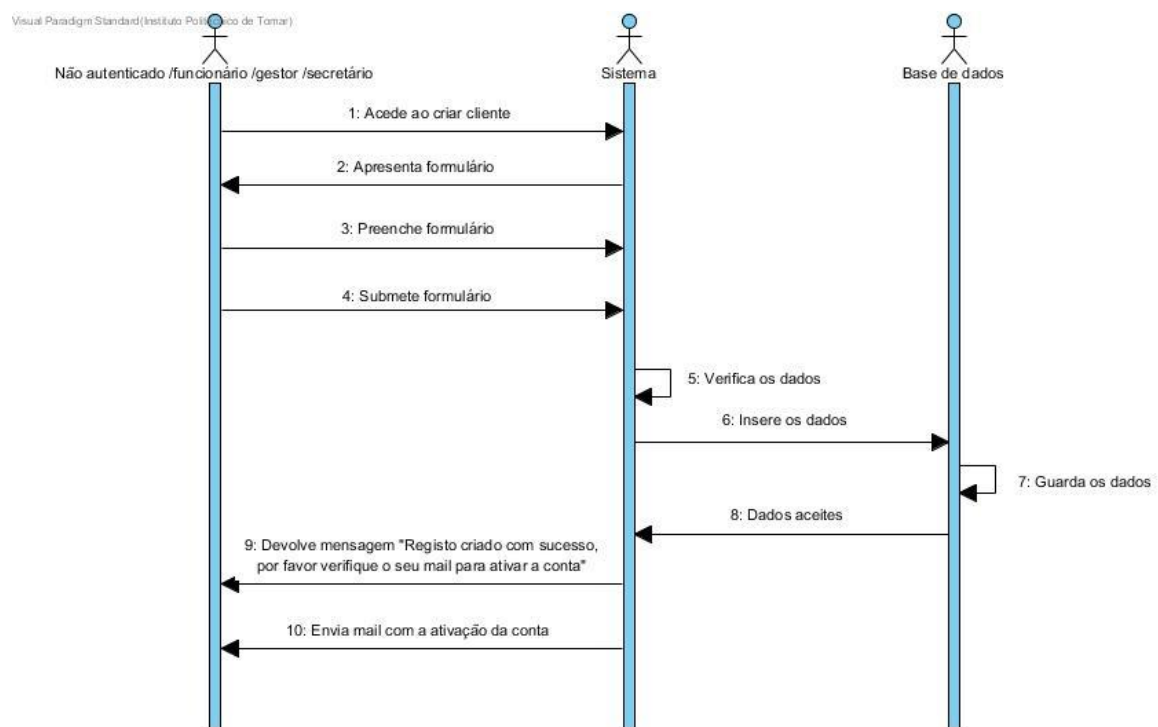 Visual Paradigm Standard(Instituto Politécnico de Tomar)
Não autenticado /funcionário /gestor /secretário
Sistema
Base de dados
1: Acede ao criar cliente
2: Apresenta formulário
3: Preenche formulário
4: Submete formulário
5: Verifica os dados
6: Insere os dados
7: Guarda os dados
8: Dados aceites
9: Devolve mensagem "Registo criado com sucesso,
por favor verifique o seu mail para ativar a conta"
10: Envia mail com a ativação da conta